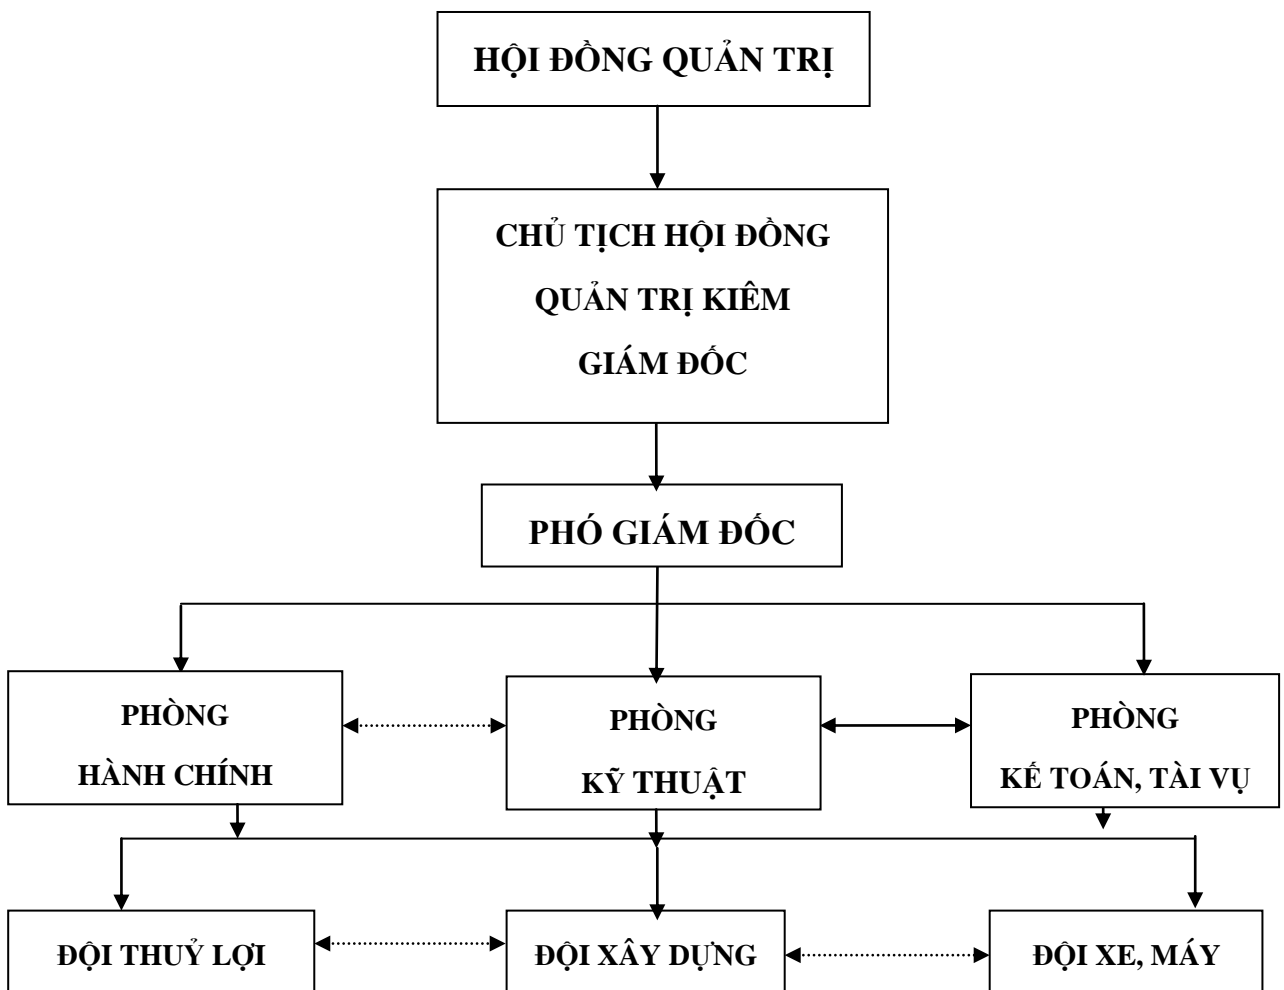 HỘI ĐỒNG QUẢN TRỊ
CHỦ TỊCH HỘI ĐỒNG
QUẢN TRỊ KIÊM
GIÁM ĐỐC
PHÓ GIÁM ĐỐC
PHÒNG
HÀNH CHÍNH
PHÒNG
KỸ THUẬT
PHÒNG
KẾ TOÁN, TÀI VỤ
ĐỘI THUỶ LỢI
ĐỘI XÂY DỰNG
ĐỘI XE, MÁY